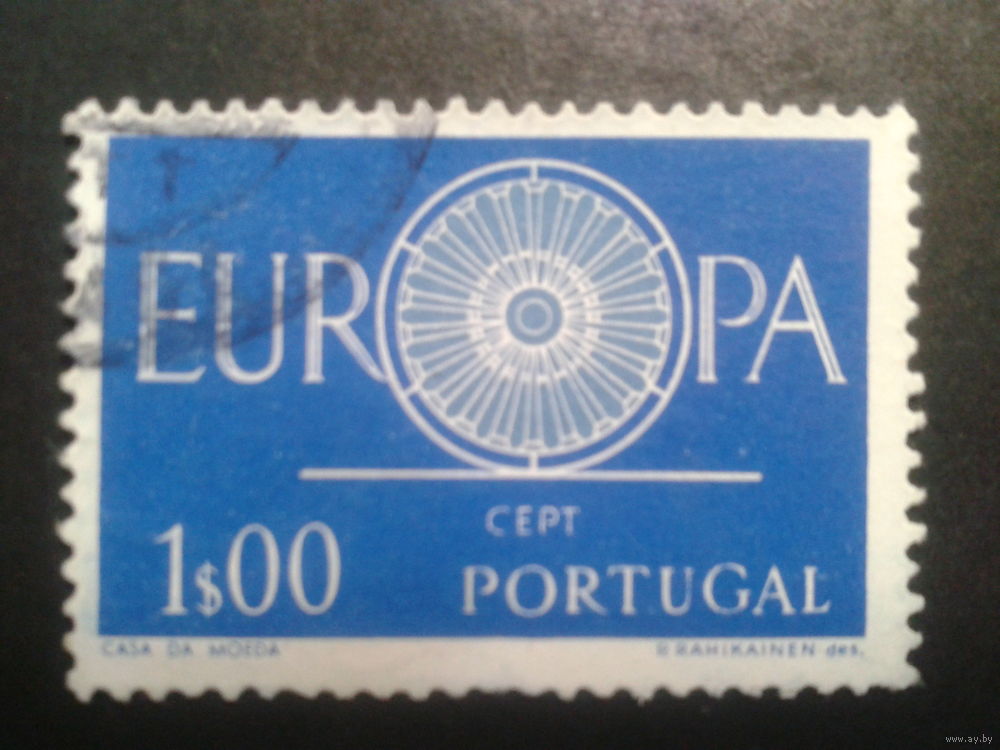 EUROPA
CEPT
1$00
PORTUGAL
CASA DA MOEDA
P. RAHIKAINEN des.
www.ay.by